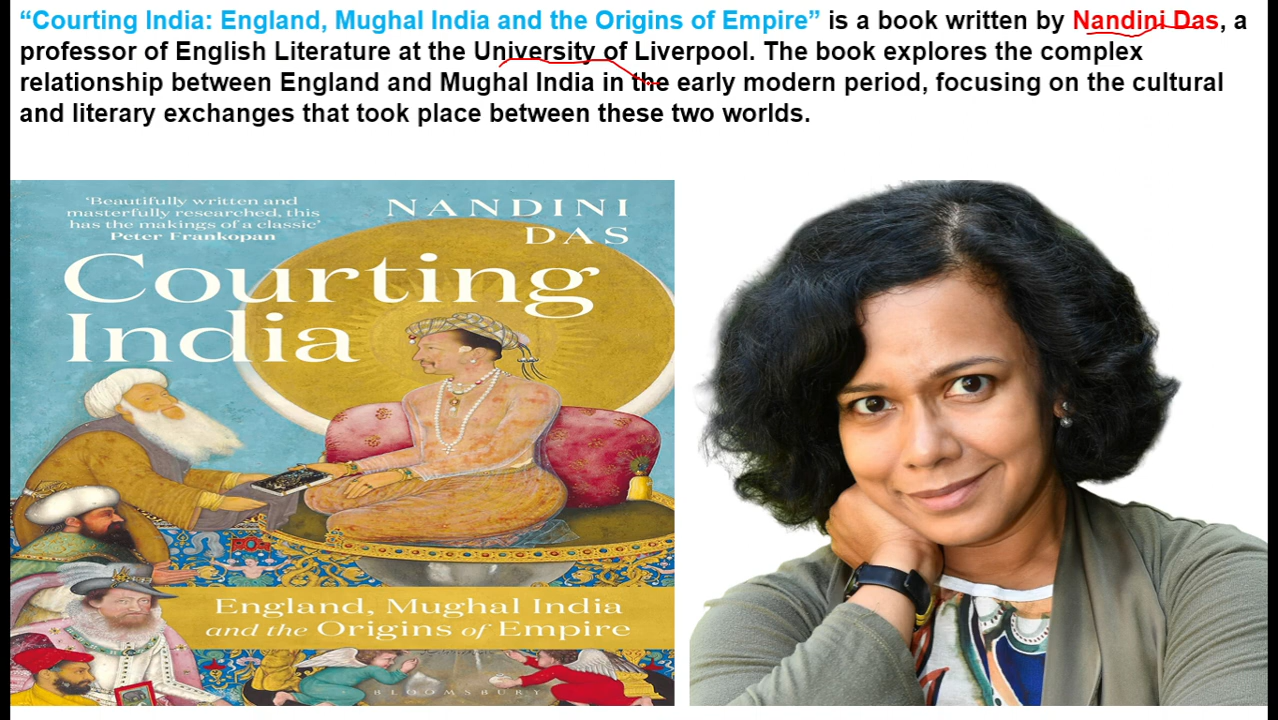 “Courting India: England, Mughal India and the Origins of Empire” is a book written by Nandini Das, a
professor of English Literature at the University of Liverpool. The book explores the complex
relationship between England and Mughal India in the early modern period, focusing on the cultural
and literary exchanges that took place between these two worlds.
‘Beautifully written and
masterfully researched, this
has the makings of a classic’
Peter Frankopan
NANDINI
DAS
Courting
India
England, Mughal India
and the Origins of Empire
BLOOMSBURY